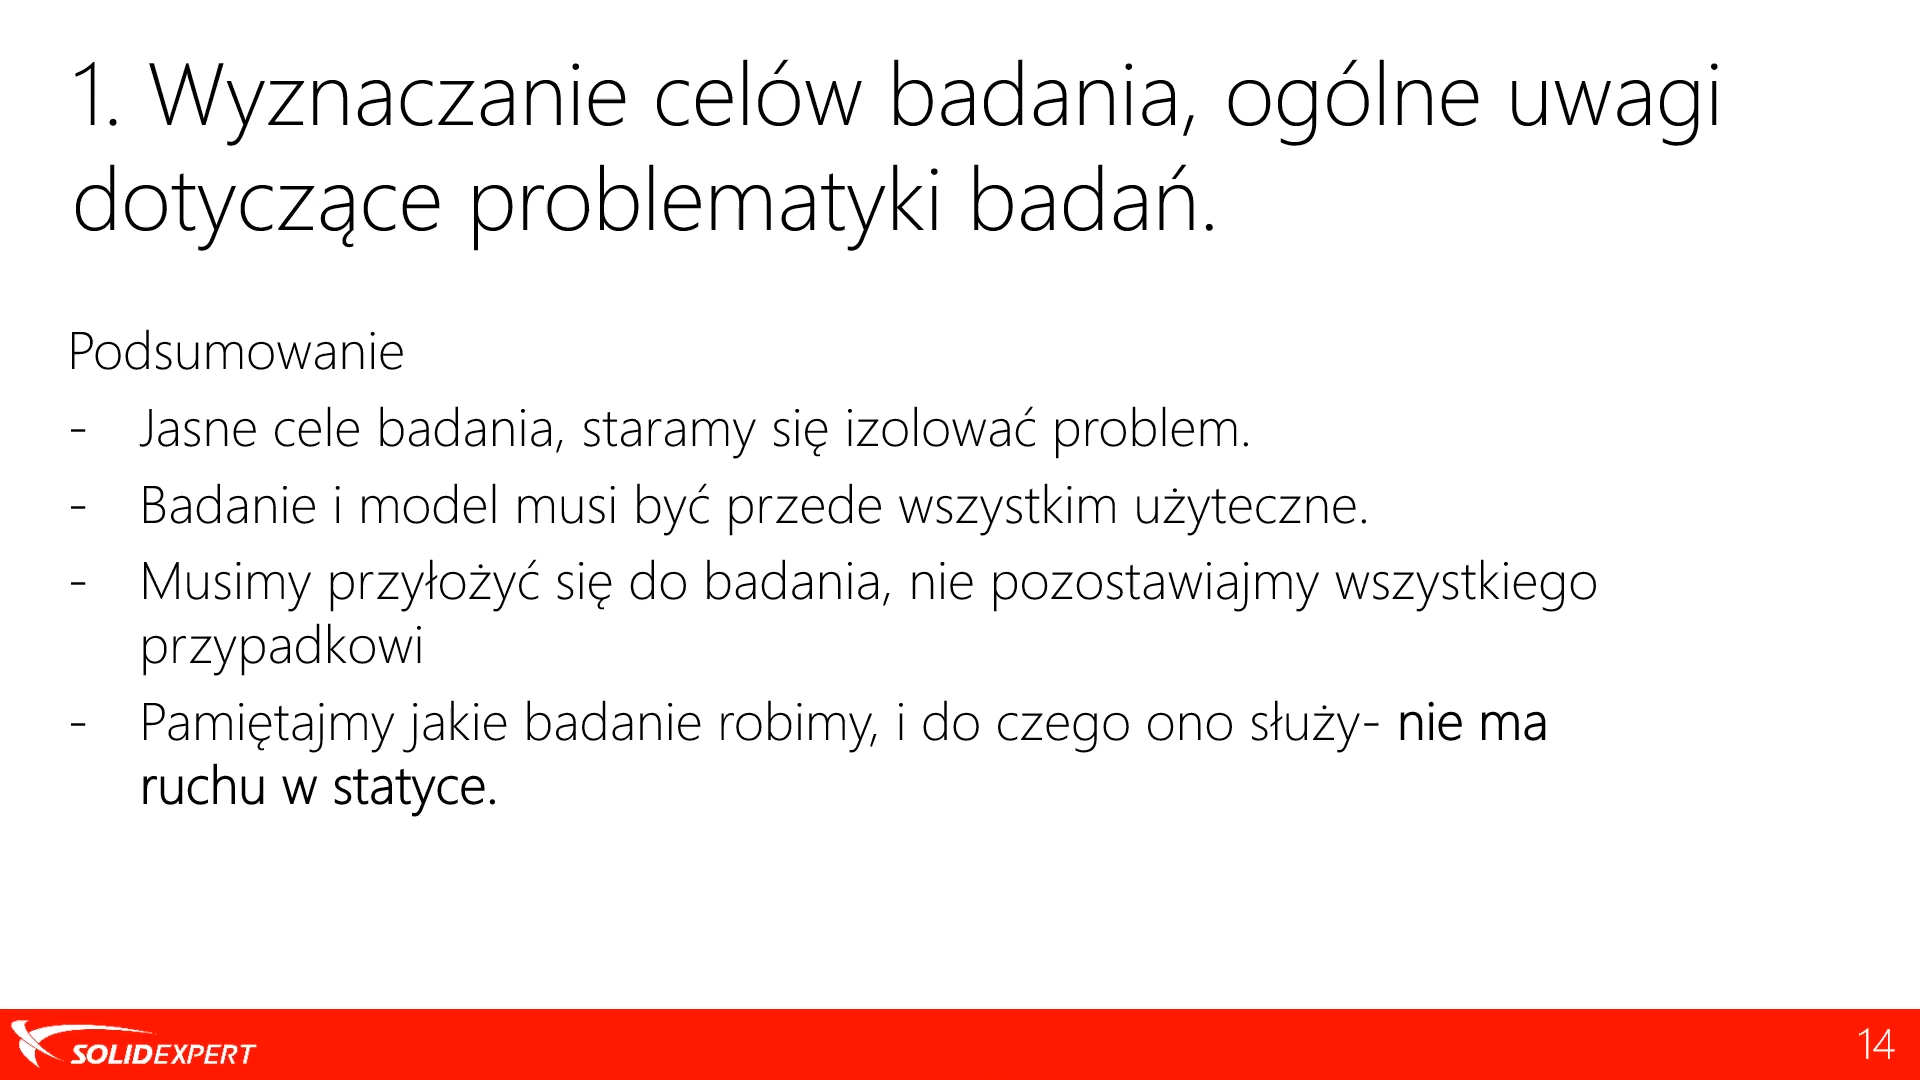 1. Wyznaczanie celów badania, ogólne uwagi
dotyczące problematyki badań.
Podsumowanie
- Jasne cele badania, staramy się izolować problem.
- Badanie i model musi być przede wszystkim użyteczne.
- Musimy przyłożyć się do badania, nie pozostawiajmy wszystkiego
przypadkowi
- Pamiętajmy jakie badanie robimy, i do czego ono służy- nie ma
ruchu w statyce.
SOLIDEXPERT
14